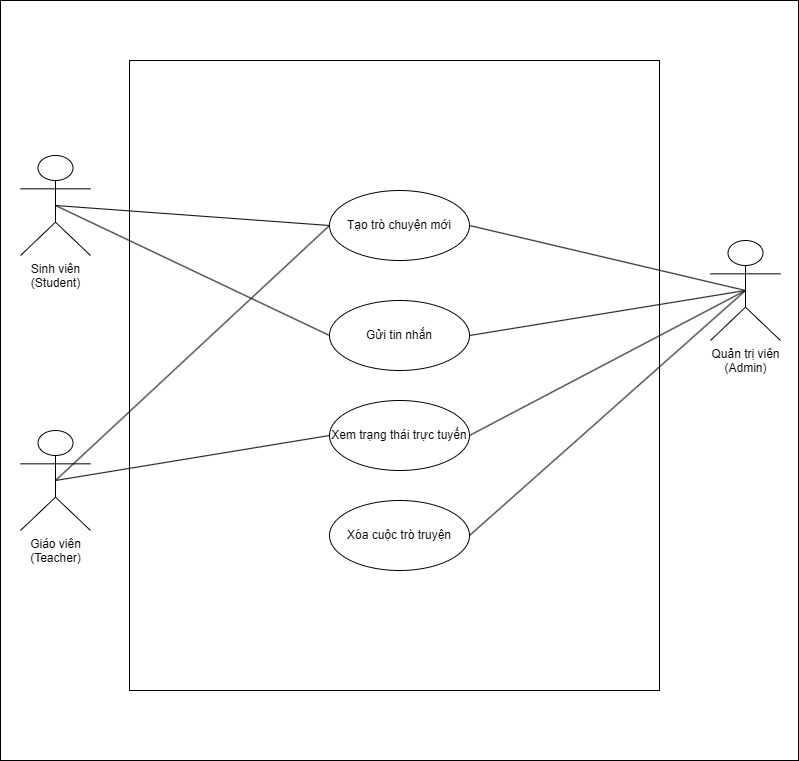 Tạo trò chuyện mới
Sinh viên
(Student)
Gửi tin nhắn
Quản trị viên
(Admin)
Xem trạng thái trực tuyến
Xóa cuộc trò truyện
Giáo viên
(Teacher)